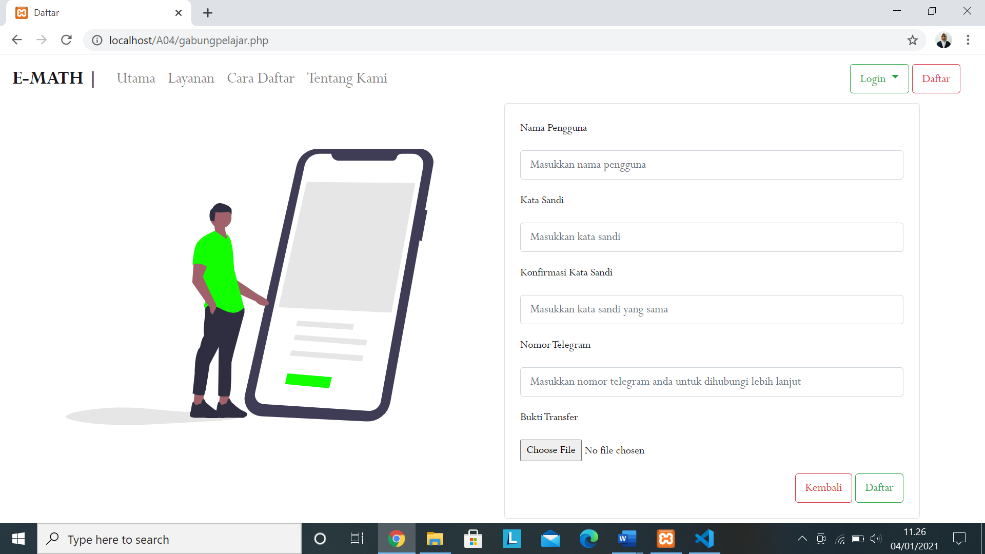 Daftar
localhost/A04/gabungpelajar.php
E-MATH | Utama Layanan Cara Daftar Tentang Kami Login Daftar
Nama Pengguna
Masukkan nama pengguna
Kata Sandi
Masukkan kata sandi
Konfirmasi Kata Sandi
Masukkan kata sandi yang sama
Nomor Telegram
Masukkan nomor telegram anda untuk dihubungi lebih lanjut
Bukti Transfer
Choose File No file chosen
Kembali Daftar
Type here to search
11.26
04/01/2021